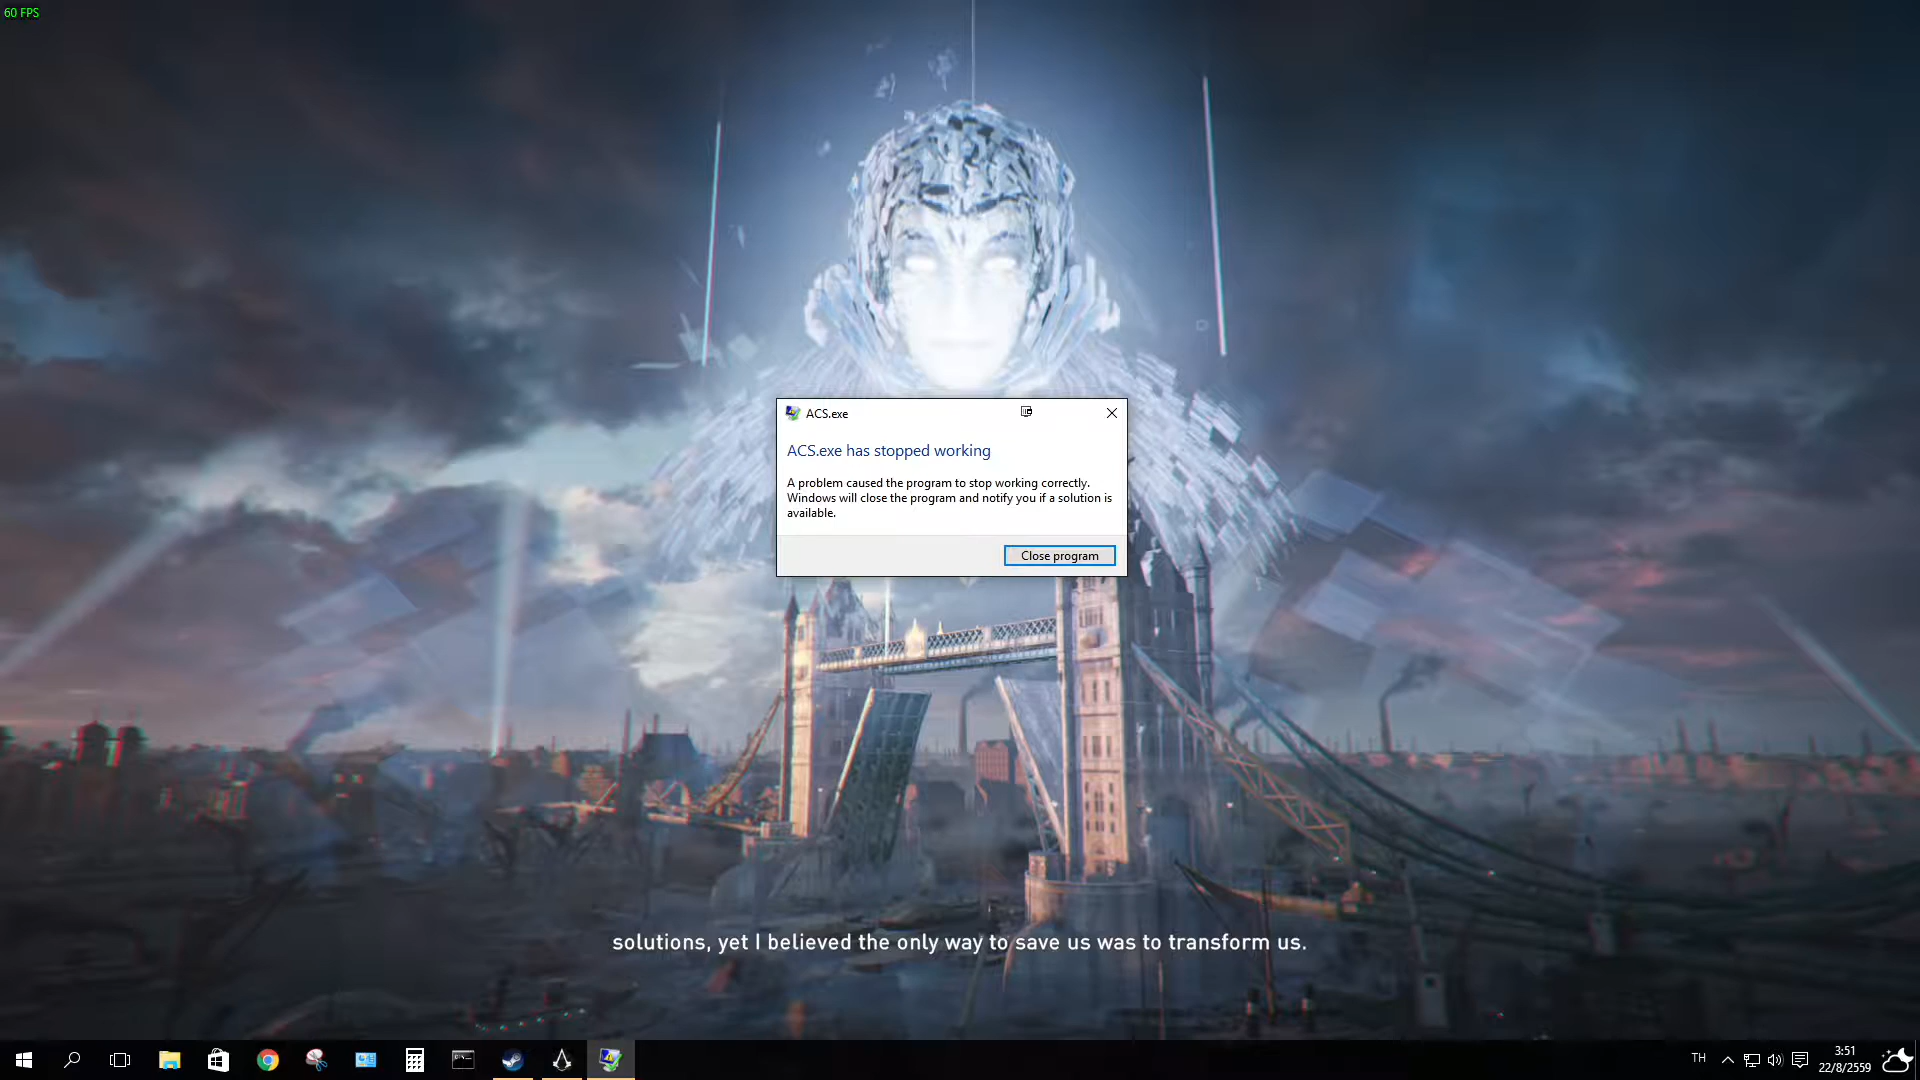 60 FPS
ACS.exe
ACS.exe has stopped working
A problem caused the program to stop working correctly.
Windows will close the program and notify you if a solution is
available.
Close program
solutions, yet I believed the only way to save us was to transform us.
TH
3:51
22/8/2559